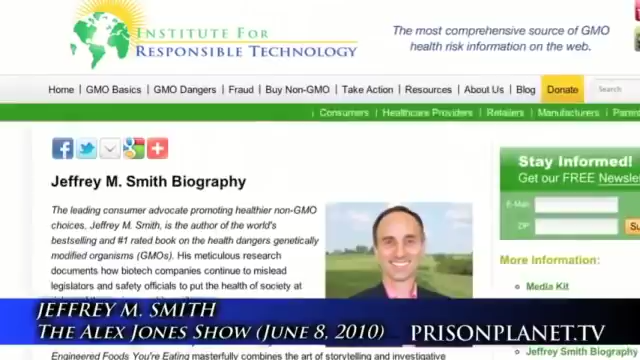 INSTITUTE FOR
RESPONSIBLE TECHNOLOGY
The most comprehensive source of GMO
health risk information on the web.
Home | GMO Basics | GMO Dangers | Fraud | Buy Non-GMO | Take Action | Resources | About Us | Blog
Donate
Search
| Consumers | Healthcare Providers | Retailers | Manufacturers |
Jeffrey M. Smith Biography
The leading consumer advocate promoting healthier non-GMO
choices, Jeffrey M. Smith, is the author of the world's
bestselling and #1 rated book on the health dangers genetically
modified organisms (GMOs). His meticulous research
documents how biotech companies continue to mislead
legislators and safety officials to put the health of society at
Stay Informed!
Get our FREE
E-Mail
ZIP
More Information:
Media Kit
JEFFREY M. SMITH
THE ALEX JONES SHOW (JUNE 8, 2010)
PRISONPLANET.TV
Engineered Foods You're Eating masterfully combines the art of storytelling and investigative
Jeffrey Smith Biography